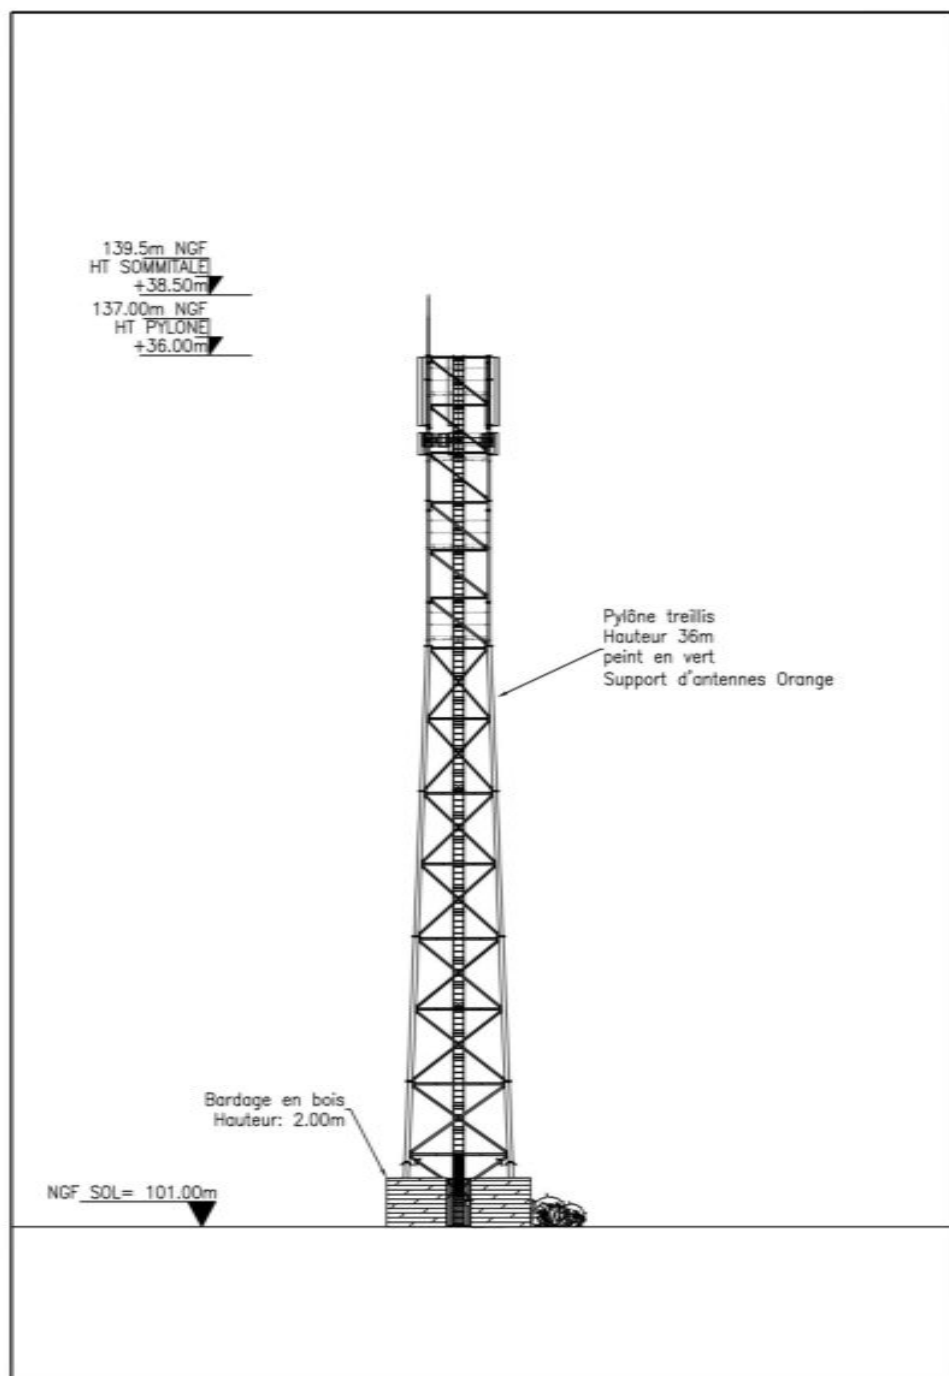 139.5m NGF
HT SOMMITALE
+38.50m
137.00m NGF
HT PYLONE
+36.00m
Pylône treillis
Hauteur 36m
peint en vert
Support d'antennes Orange
Bardage en bois
Hauteur: 2.00m
NGF SOL= 101.00m